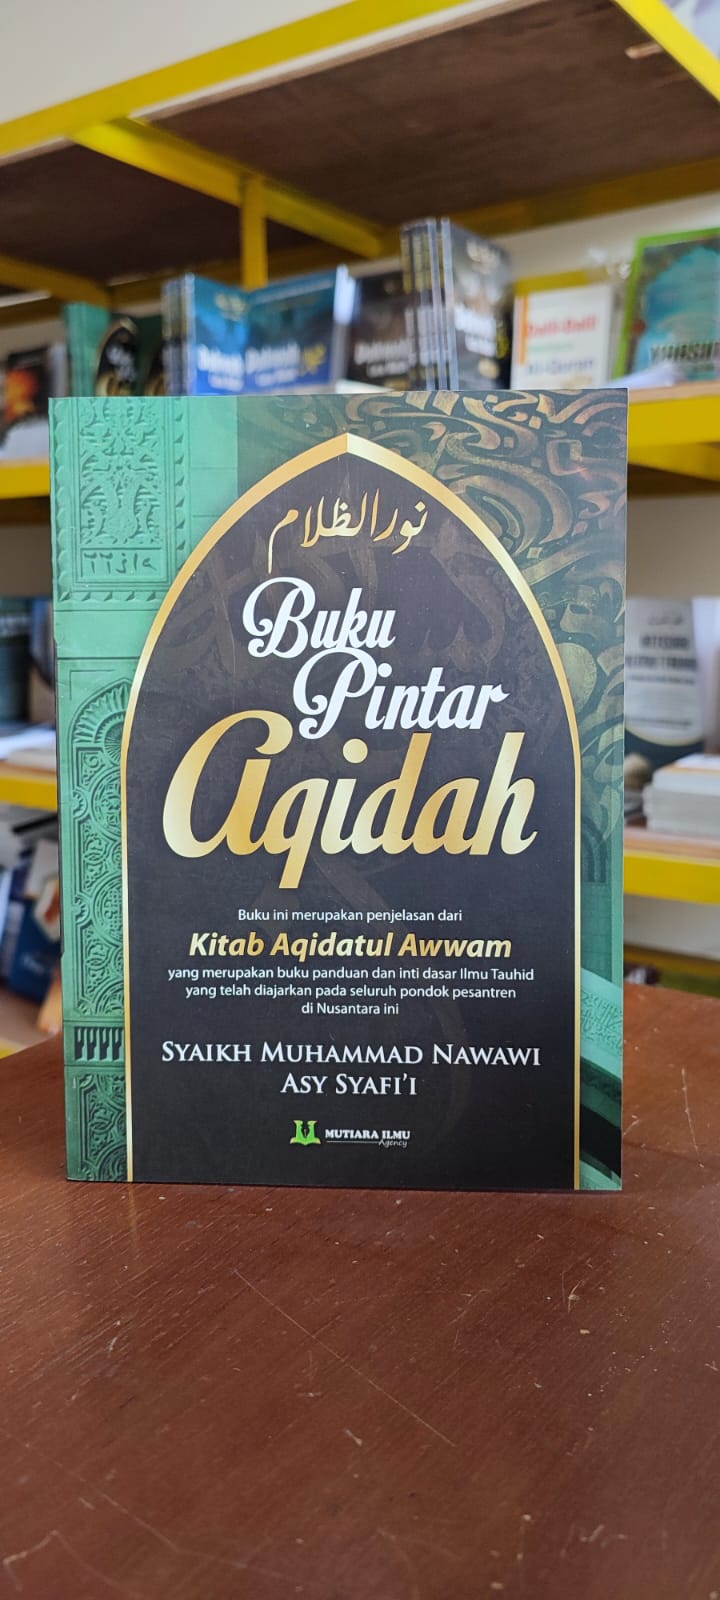 نور الظلام
Buku
Pintar
Aqidah
Buku ini merupakan penjelasan dari
Kitab Aqidatul Awwam
yang merupakan buku panduan dan inti dasar Ilmu Tauhid
yang telah diajarkan pada seluruh pondok pesantren
di Nusantara ini
SYAIKH MUHAMMAD NAWAWI
ASY SYAFI'I
MUTIARA ILMU
Agency